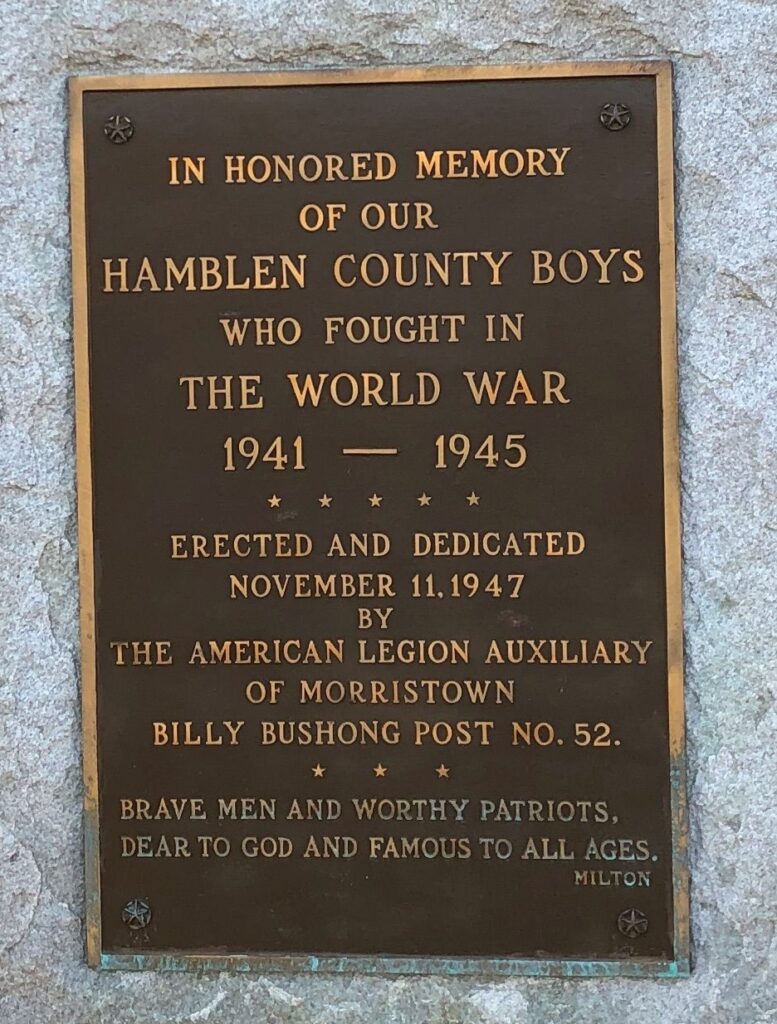 IN HONORED MEMORY
OF OUR
HAMBLEN COUNTY BOYS
WHO FOUGHT IN
THE WORLD WAR
1941 — 1945
ERECTED AND DEDICATED
NOVEMBER 11, 1947
BY
THE AMERICAN LEGION AUXILIARY
OF MORRISTOWN
BILLY BUSHONG POST NO. 52.
BRAVE MEN AND WORTHY PATRIOTS,
DEAR TO GOD AND FAMOUS TO ALL AGES.
MILTON